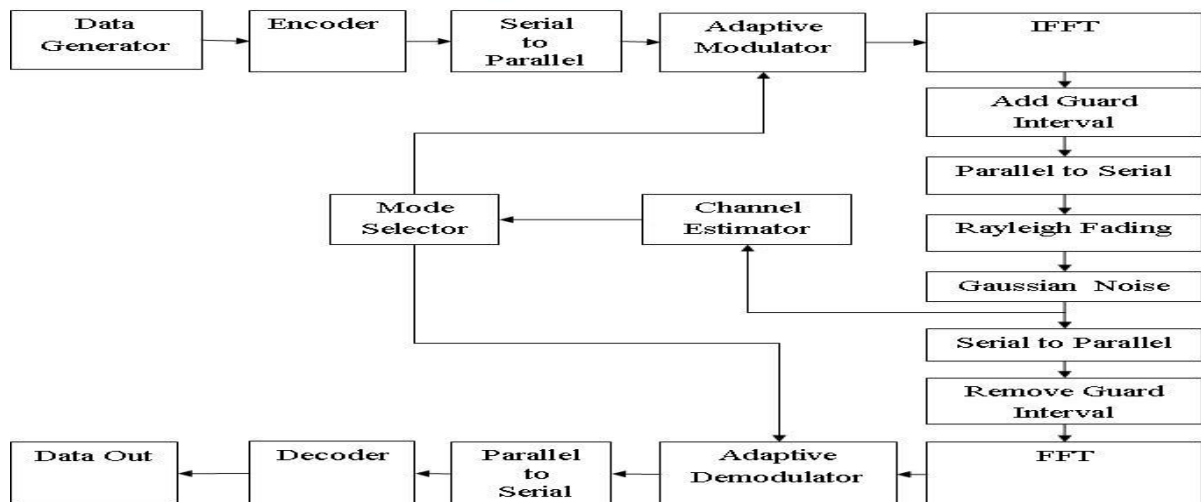 Data
Generator
Encoder
Serial
to
Parallel
Adaptive
Modulator
IFFT
Add Guard
Interval
Parallel to Serial
Mode
Selector
Channel
Estimator
Rayleigh Fading
Gaussian Noise
Serial to Parallel
Remove Guard
Interval
Data Out
Decoder
Parallel
to
Serial
Adaptive
Demodulator
FFT